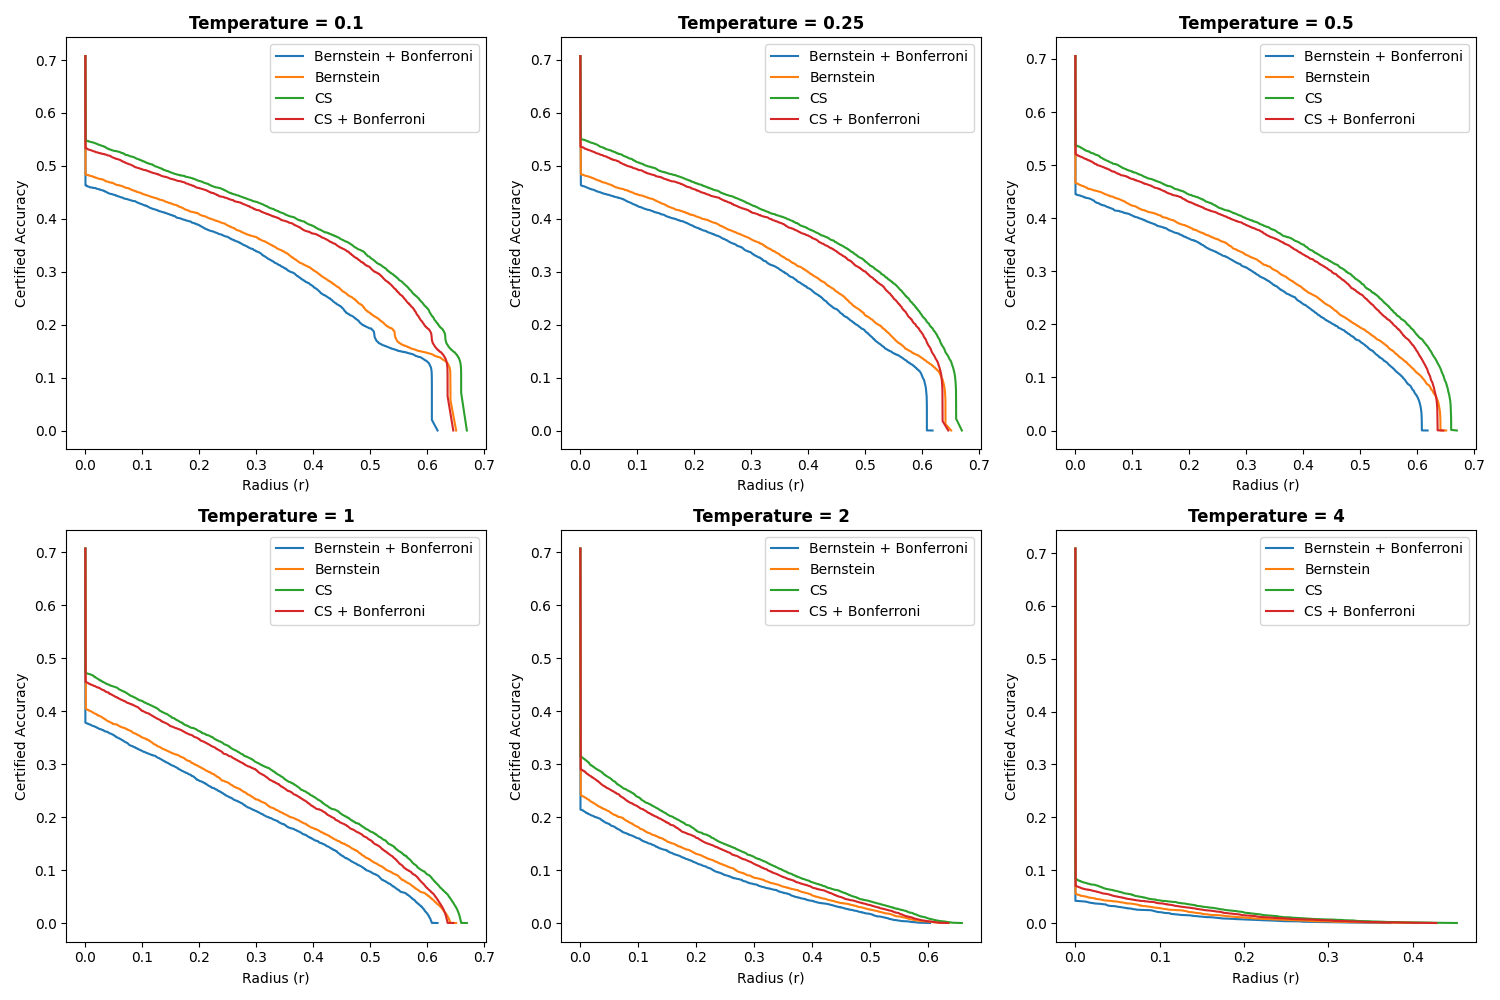 Temperature = 0.1
Bernstein + Bonferroni
Bernstein
CS
CS + Bonferroni
Certified Accuracy
0.7
0.6
0.5
0.4
0.3
0.2
0.1
0.0
0.0 0.1 0.2 0.3 0.4 0.5 0.6 0.7
Radius (r)
Temperature = 0.25
Bernstein + Bonferroni
Bernstein
CS
CS + Bonferroni
Certified Accuracy
0.7
0.6
0.5
0.4
0.3
0.2
0.1
0.0
0.0 0.1 0.2 0.3 0.4 0.5 0.6 0.7
Radius (r)
Temperature = 0.5
Bernstein + Bonferroni
Bernstein
CS
CS + Bonferroni
Certified Accuracy
0.7
0.6
0.5
0.4
0.3
0.2
0.1
0.0
0.0 0.1 0.2 0.3 0.4 0.5 0.6 0.7
Radius (r)
Temperature = 1
Bernstein + Bonferroni
Bernstein
CS
CS + Bonferroni
Certified Accuracy
0.7
0.6
0.5
0.4
0.3
0.2
0.1
0.0
0.0 0.1 0.2 0.3 0.4 0.5 0.6 0.7
Radius (r)
Temperature = 2
Bernstein + Bonferroni
Bernstein
CS
CS + Bonferroni
Certified Accuracy
0.7
0.6
0.5
0.4
0.3
0.2
0.1
0.0
0.0 0.1 0.2 0.3 0.4 0.5 0.6
Radius (r)
Temperature = 4
Bernstein + Bonferroni
Bernstein
CS
CS + Bonferroni
Certified Accuracy
0.7
0.6
0.5
0.4
0.3
0.2
0.1
0.0
0.0 0.1 0.2 0.3 0.4
Radius (r)